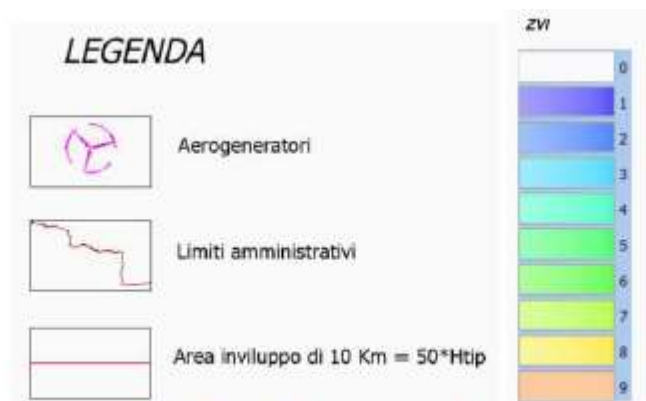 LEGENDA
Aerogeneratori
Limiti amministrativi
Area inviluppo di 10 Km = 50*Htip
ZVI
0
1
2
3
4
5
6
7
8
9